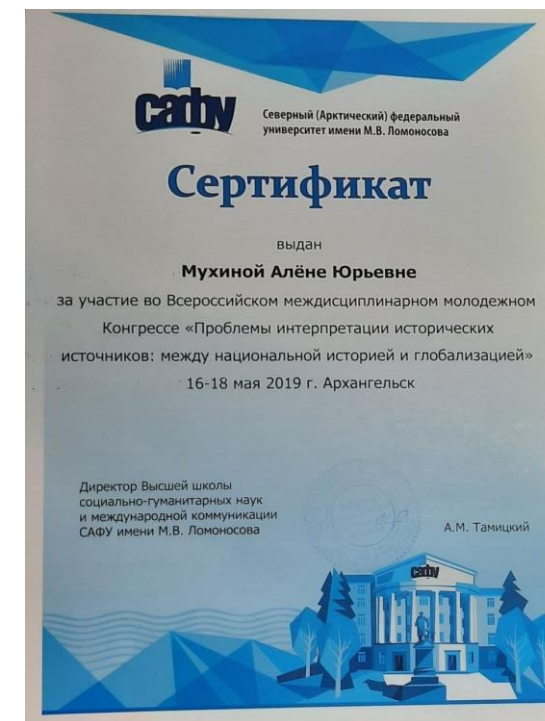 сафу
Северный (Арктический) федеральный
университет имени М.В. Ломоносова
Сертификат
выдан
Мухиной Алёне Юрьевне
за участие во Всероссийском междисциплинарном молодежном
Конгрессе «Проблемы интерпретации исторических
источников: между национальной историей и глобализацией»
16-18 мая 2019 г. Архангельск
Директор Высшей школы
социально-гуманитарных наук
и международной коммуникации
САФУ имени М.В. Ломоносова
А.М. Тамицкий
сафу